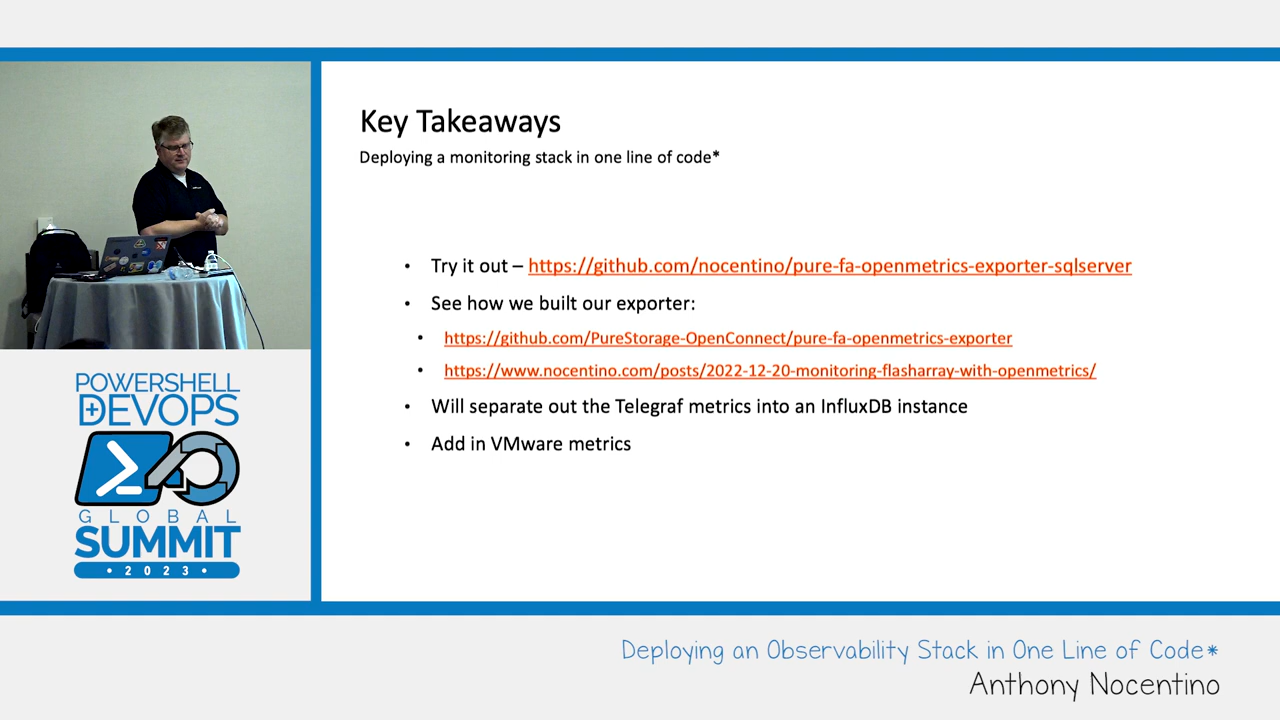 Key Takeaways
Deploying a monitoring stack in one line of code*
• Try it out – https://github.com/nocentino/pure-fa-openmetrics-exporter-sqlserver
• See how we built our exporter:
• https://github.com/PureStorage-OpenConnect/pure-fa-openmetrics-exporter
• https://www.nocentino.com/posts/2022-12-20-monitoring-flasharray-with-openmetrics/
• Will separate out the Telegraf metrics into an InfluxDB instance
• Add in VMware metrics
POWERSHELL
+DEVOPS
GLOBAL
SUMMIT
• 2023 •
Deploying an Observability Stack in One Line of Code*
Anthony Nocentino